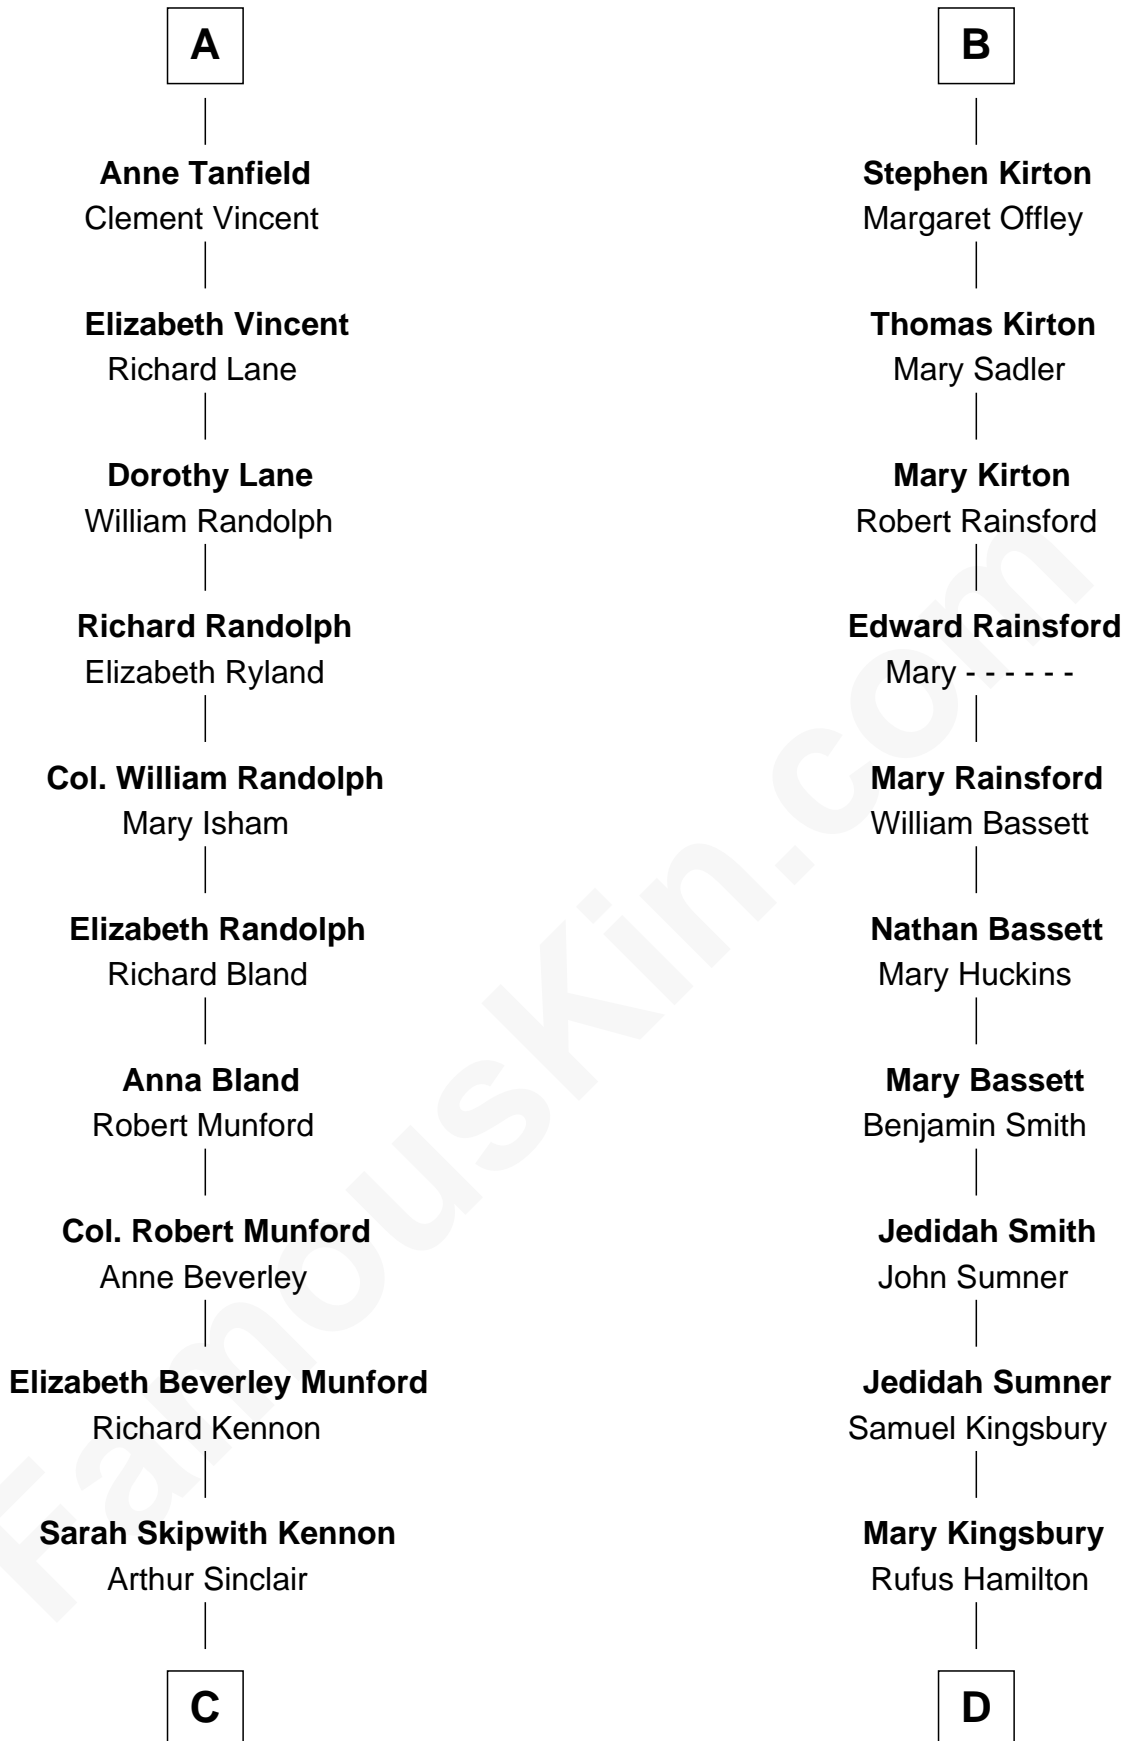 A
Anne Tanfield
Clement Vincent
Elizabeth Vincent
Richard Lane
Dorothy Lane
William Randolph
Richard Randolph
Elizabeth Ryland
Col. William Randolph
Mary Isham
Elizabeth Randolph
Richard Bland
Anna Bland
Robert Munford
Col. Robert Munford
Anne Beverley
Elizabeth Beverley Munford
Richard Kennon
Sarah Skipwith Kennon
Arthur Sinclair
C
B
Stephen Kirton
Margaret Offley
Thomas Kirton
Mary Sadler
Mary Kirton
Robert Rainsford
Edward Rainsford
Mary - - - - - -
Mary Rainsford
William Bassett
Nathan Bassett
Mary Huckins
Mary Bassett
Benjamin Smith
Jedidah Smith
John Sumner
Jedidah Sumner
Samuel Kingsbury
Mary Kingsbury
Rufus Hamilton
D
FamousKin.com